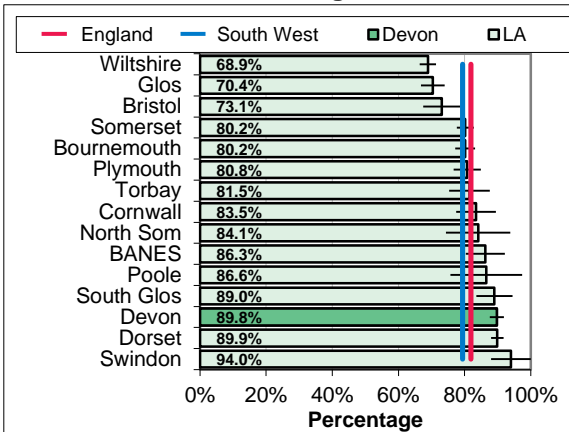 England South West Devon LA
Wiltshire 68.9%
Glos 70.4%
Bristol 73.1%
Somerset 80.2%
Bournemouth 80.2%
Plymouth 80.8%
Torbay 81.5%
Cornwall 83.5%
North Som 84.1%
BANES 86.3%
Poole 86.6%
South Glos 89.0%
Devon 89.8%
Dorset 89.9%
Swindon 94.0%
0% 20% 40% 60% 80% 100%
Percentage